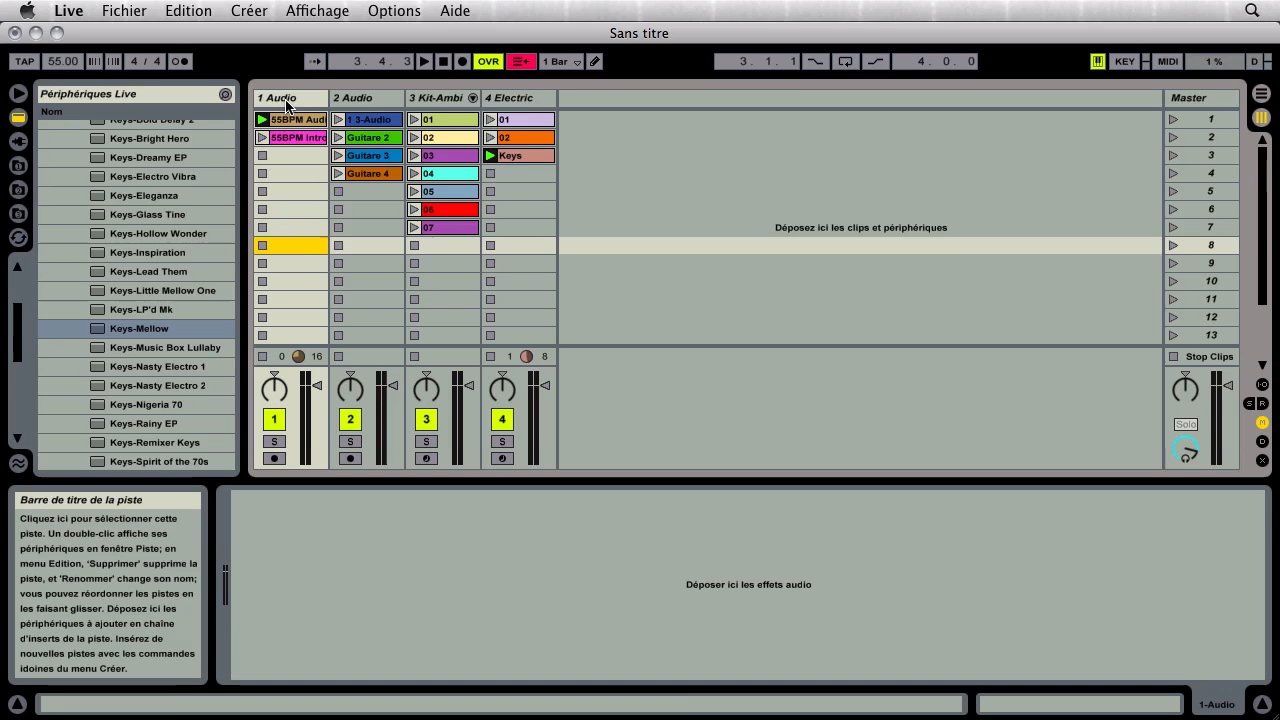 Live Fichier Edition Créer Affichage Options Aide
Sans titre
TAP 55.00 4 / 4 3. 4. 3 OVR 1 Bar 3. 1. 1 4. 0. 0 KEY MIDI 1 % D
Périphériques Live
Nom
Keys-Bold Delay 2
Keys-Bright Hero
Keys-Dreamy EP
Keys-Electro Vibra
Keys-Eleganza
Keys-Glass Tine
Keys-Hollow Wonder
Keys-Inspiration
Keys-Lead Them
Keys-Little Mellow One
Keys-LP'd Mk
Keys-Mellow
Keys-Music Box Lullaby
Keys-Nasty Electro 1
Keys-Nasty Electro 2
Keys-Nigeria 70
Keys-Rainy EP
Keys-Remixer Keys
Keys-Spirit of the 70s
1 Audio 2 Audio 3 Kit-Ambi 4 Electric Master
55BPM Audi 1 3-Audio 01 01 1
55BPM Intro Guitare 2 02 02 2
Guitare 3 03 Keys 3
Guitare 4 04 4
05 5
06 6
07 Déposez ici les clips et périphériques 7
8
9
10
11
12
13
0 16 1 8 Stop Clips
1 2 3 4 Solo
S S S S
S R
M
D
X
Barre de titre de la piste
Cliquez ici pour sélectionner cette
piste. Un double-clic affiche ses
périphériques en fenêtre Piste; en
menu Edition, 'Supprimer' supprime la
piste, et 'Renommer' change son nom;
vous pouvez réordonner les pistes en
les faisant glisser. Déposez ici les
périphériques à ajouter en chaîne
d'inserts de la piste. Insérez de
nouvelles pistes avec les commandes
idoines du menu Créer.
Déposer ici les effets audio
1-Audio